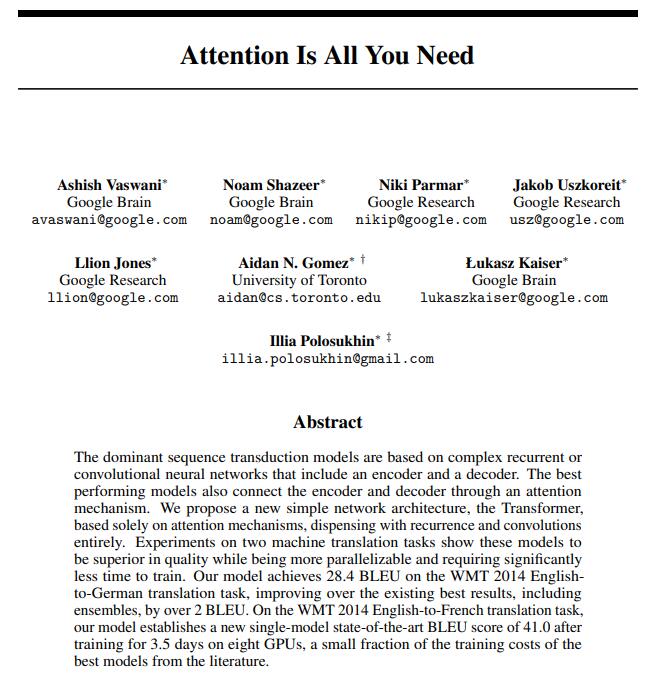 Attention Is All You Need
Ashish Vaswani* Noam Shazeer* Niki Parmar* Jakob Uszkoreit*
Google Brain Google Brain Google Research Google Research
avaswani@google.com noam@google.com nikip@google.com usz@google.com
Llion Jones* Aidan N. Gomez* † Łukasz Kaiser*
Google Research University of Toronto Google Brain
llion@google.com aidan@cs.toronto.edu lukaszkaiser@google.com
Illia Polosukhin* ‡
illia.polosukhin@gmail.com
Abstract
The dominant sequence transduction models are based on complex recurrent or
convolutional neural networks that include an encoder and a decoder. The best
performing models also connect the encoder and decoder through an attention
mechanism. We propose a new simple network architecture, the Transformer,
based solely on attention mechanisms, dispensing with recurrence and convolutions
entirely. Experiments on two machine translation tasks show these models to
be superior in quality while being more parallelizable and requiring significantly
less time to train. Our model achieves 28.4 BLEU on the WMT 2014 English-
to-German translation task, improving over the existing best results, including
ensembles, by over 2 BLEU. On the WMT 2014 English-to-French translation task,
our model establishes a new single-model state-of-the-art BLEU score of 41.0 after
training for 3.5 days on eight GPUs, a small fraction of the training costs of the
best models from the literature.